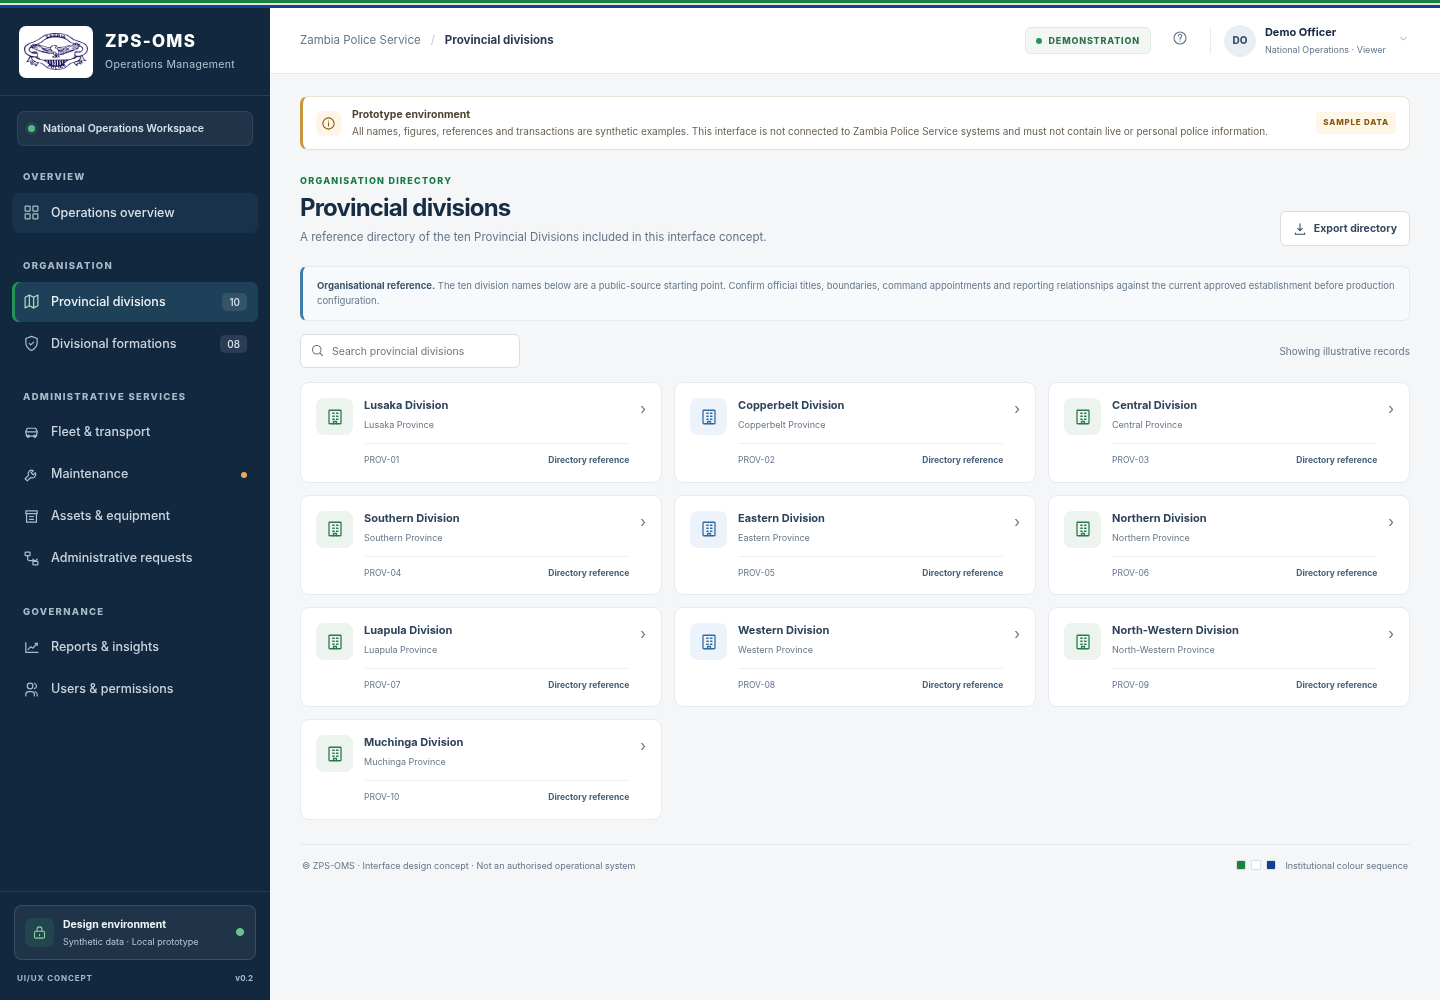 ZPS-OMS
Operations Management
National Operations Workspace
OVERVIEW
Operations overview
ORGANISATION
Provincial divisions 10
Divisional formations 08
ADMINISTRATIVE SERVICES
Fleet & transport
Maintenance
Assets & equipment
Administrative requests
GOVERNANCE
Reports & insights
Users & permissions
Design environment
Synthetic data · Local prototype
UI/UX CONCEPT v0.2
Zambia Police Service / Provincial divisions
DEMONSTRATION
DO
Demo Officer
National Operations · Viewer
Prototype environment
All names, figures, references and transactions are synthetic examples. This interface is not connected to Zambia Police Service systems and must not contain live or personal police information.
SAMPLE DATA
ORGANISATION DIRECTORY
Provincial divisions
A reference directory of the ten Provincial Divisions included in this interface concept.
Export directory
Organisational reference. The ten division names below are a public-source starting point. Confirm official titles, boundaries, command appointments and reporting relationships against the current approved establishment before production
configuration.
Search provincial divisions
Showing illustrative records
Lusaka Division
Lusaka Province
PROV-01 Directory reference
Copperbelt Division
Copperbelt Province
PROV-02 Directory reference
Central Division
Central Province
PROV-03 Directory reference
Southern Division
Southern Province
PROV-04 Directory reference
Eastern Division
Eastern Province
PROV-05 Directory reference
Northern Division
Northern Province
PROV-06 Directory reference
Luapula Division
Luapula Province
PROV-07 Directory reference
Western Division
Western Province
PROV-08 Directory reference
North-Western Division
North-Western Province
PROV-09 Directory reference
Muchinga Division
Muchinga Province
PROV-10 Directory reference
© ZPS-OMS · Interface design concept · Not an authorised operational system
Institutional colour sequence